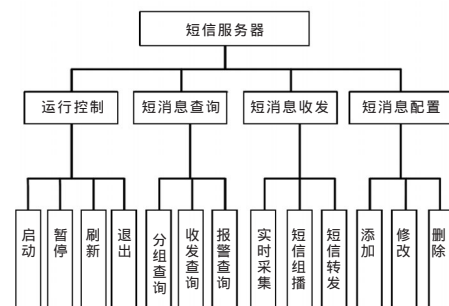 短信服务器
运行控制
短消息查询
短消息收发
短消息配置
启动
暂停
刷新
退出
分组查询
收发查询
报警查询
实时采集
短信组播
短信转发
添加
修改
删除